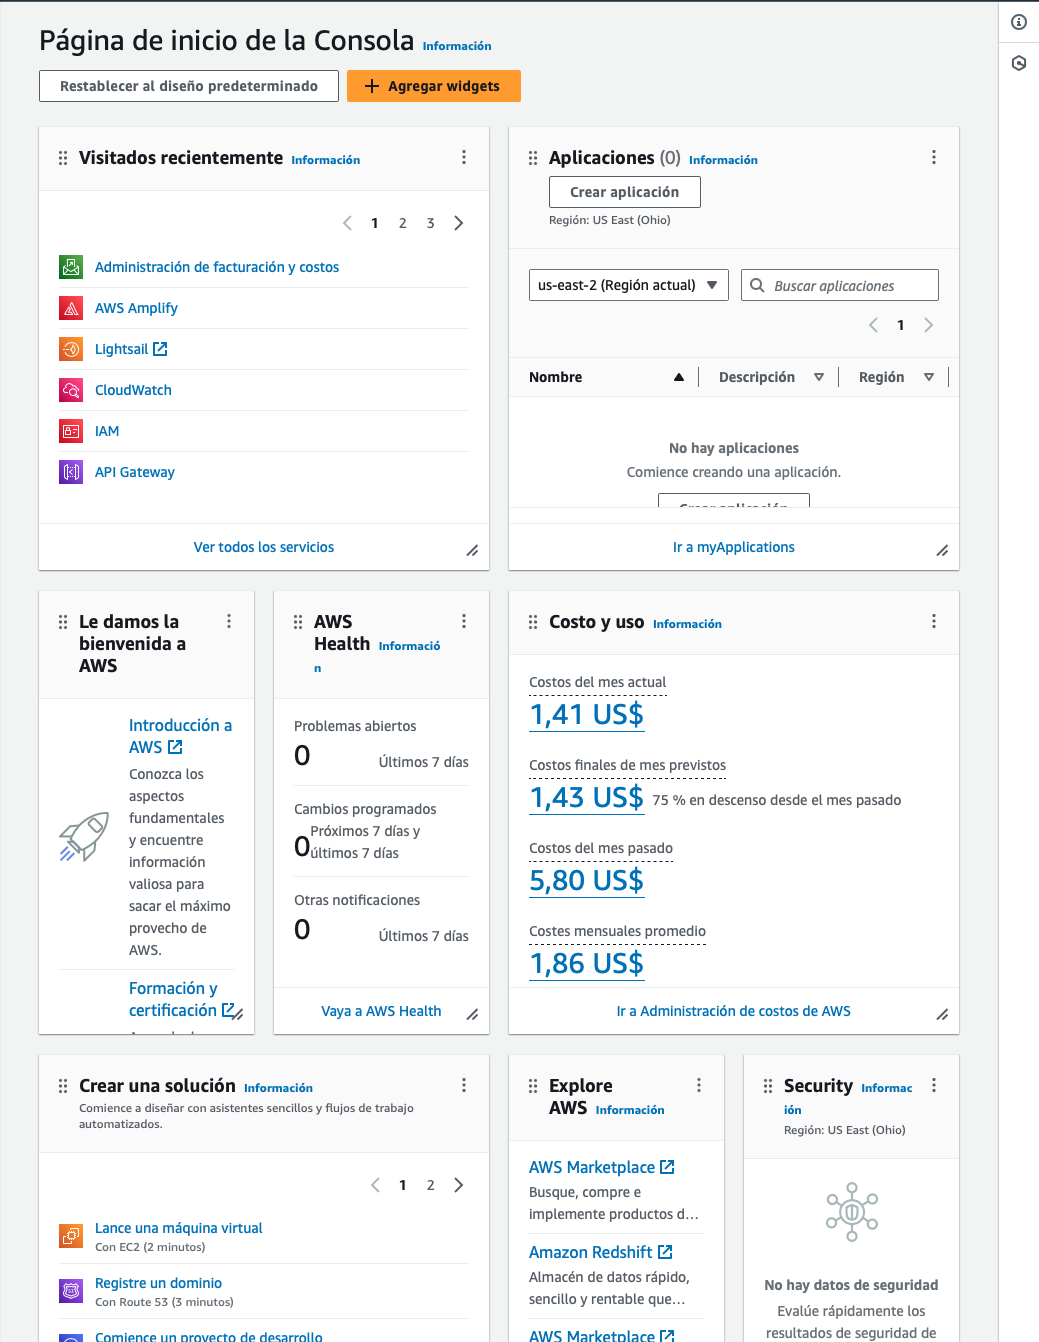 Página de inicio de la Consola Información
Restablecer al diseño predeterminado
Agregar widgets
Visitados recientemente Información
1 2 3
Administración de facturación y costos
AWS Amplify
Lightsail
CloudWatch
IAM
API Gateway
Ver todos los servicios
Aplicaciones (0) Información
Crear aplicación
Región: US East (Ohio)
us-east-2 (Región actual)
Buscar aplicaciones
1
Nombre Descripción Región
No hay aplicaciones
Comience creando una aplicación.
Crear aplicación
Ir a myApplications
Le damos la
bienvenida a
AWS
Introducción a
AWS
Conozca los
aspectos
fundamentales
y encuentre
información
valiosa para
sacar el máximo
provecho de
AWS.
Formación y
certificación
AWS
Health Informació
n
Problemas abiertos
0 Últimos 7 días
Cambios programados
0 Próximos 7 días y
últimos 7 días
Otras notificaciones
0 Últimos 7 días
Vaya a AWS Health
Costo y uso Información
Costos del mes actual
1,41 US$
Costos finales de mes previstos
1,43 US$ 75 % en descenso desde el mes pasado
Costos del mes pasado
5,80 US$
Costes mensuales promedio
1,86 US$
Ir a Administración de costos de AWS
Crear una solución Información
Comience a diseñar con asistentes sencillos y flujos de trabajo
automatizados.
1 2
Lance una máquina virtual
Con EC2 (2 minutos)
Registre un dominio
Con Route 53 (3 minutos)
Comience un proyecto de desarrollo
Explore
AWS Información
AWS Marketplace
Busque, compre e
implemente productos d...
Amazon Redshift
Almacén de datos rápido,
sencillo y rentable que...
AWS Marketplace
Security Informac
ión
Región: US East (Ohio)
No hay datos de seguridad
Evalúe rápidamente los
resultados de seguridad de